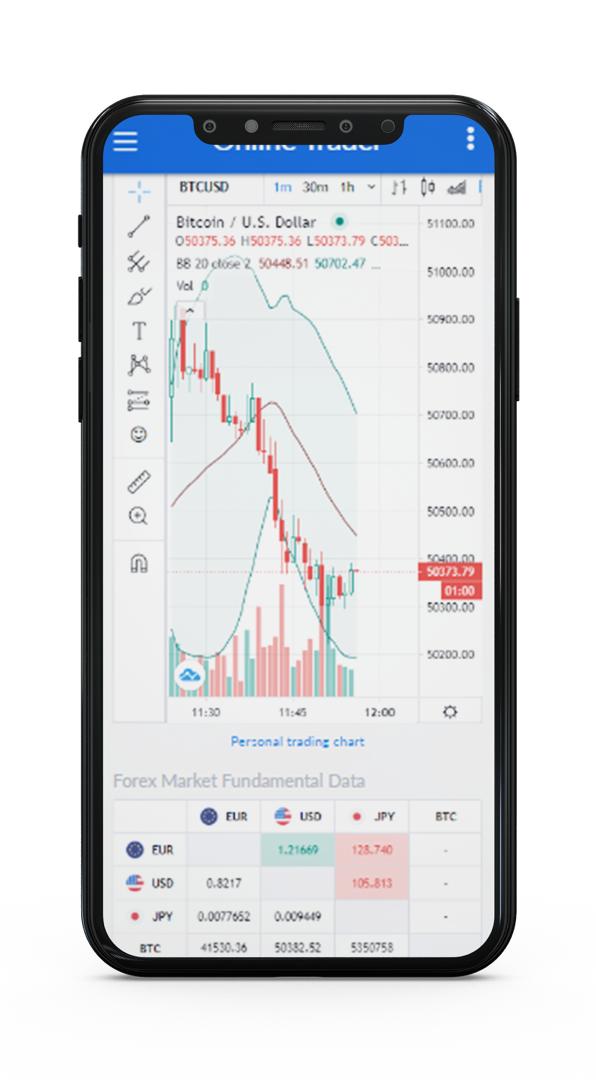 Online Trader
BTCUSD 1m 30m 1h
Bitcoin / U.S. Dollar
O50375.36 H50375.36 L50373.79 C503...
BB 20 close 2 50448.51 50702.47 ...
Vol 0
T
51100.00
51000.00
50900.00
50800.00
50700.00
50600.00
50500.00
50400.00
50373.79
01:00
50300.00
50200.00
11:30 11:45 12:00
Personal trading chart
Forex Market Fundamental Data
EUR USD JPY BTC
EUR 1.21669 128.740 -
USD 0.8217 105.813 -
JPY 0.0077652 0.009449 -
BTC 41530.36 50382.52 5350758